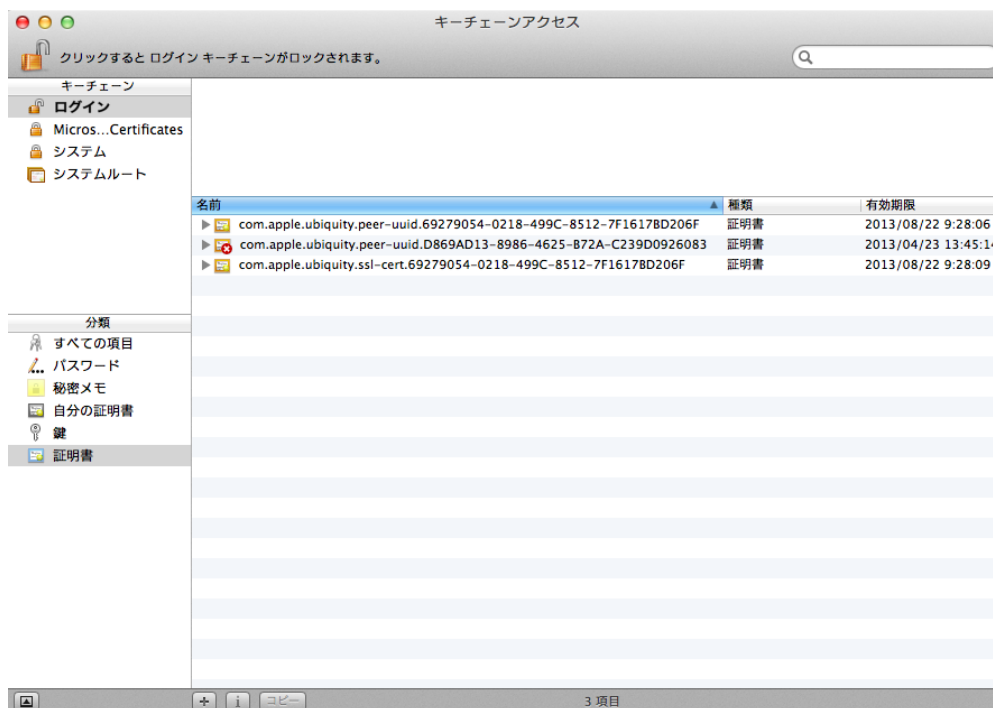 キーチェーンアクセス
クリックすると ログイン キーチェーンがロックされます。
キーチェーン
ログイン
Micros...Certificates
システム
システムルート
名前 種類 有効期限
com.apple.ubiquity.peer-uuid.69279054-0218-499C-8512-7F1617BD206F 証明書 2013/08/22 9:28:06
com.apple.ubiquity.peer-uuid.D869AD13-8986-4625-B72A-C239D0926083 証明書 2013/04/23 13:45:14
com.apple.ubiquity.ssl-cert.69279054-0218-499C-8512-7F1617BD206F 証明書 2013/08/22 9:28:09
分類
すべての項目
パスワード
秘密メモ
自分の証明書
鍵
証明書
コピー
3 項目